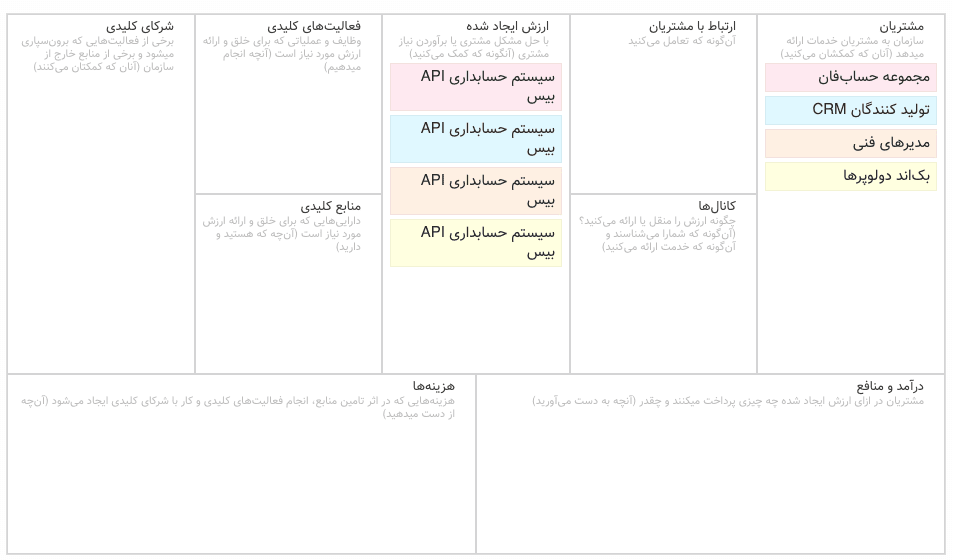 مشتریان
سازمان به مشتریان خدمات ارائه
میدهد (آنان که کمکشان می‌کنید)
مجموعه حساب‌فان
تولید کنندگان CRM
مدیرهای فنی
بک‌اند دولوپرها
ارتباط با مشتریان
آن‌گونه که تعامل می‌کنید
کانال‌ها
چگونه ارزش را منقل یا ارائه می‌کنید؟
(آن‌گونه که شمارا می‌شناسند و
آن‌گونه که خدمت ارائه می‌کنید)
ارزش ایجاد شده
با حل مشکل مشتری یا برآوردن نیاز
مشتری (آنگونه که کمک می‌کنید)
سیستم حسابداری API
بیس
سیستم حسابداری API
بیس
سیستم حسابداری API
بیس
سیستم حسابداری API
بیس
فعالیت‌های کلیدی
وظایف و عملیاتی که برای خلق و ارائه
ارزش مورد نیاز است (آنچه انجام
میدهیم)
منابع کلیدی
دارایی‌هایی که برای خلق و ارائه ارزش
مورد نیاز است (آن‌چه که هستید و
دارید)
شرکای کلیدی
برخی از فعالیت‌هایی که برون‌سپاری
میشود و برخی از منابع خارج از
سازمان (آنان که کمکتان می‌کنند)
درآمد و منافع
مشتریان در ازای ارزش ایجاد شده چه چیزی پرداخت میکنند و چقدر (آنچه به دست می‌آورید)
هزینه‌ها
هزینه‌هایی که در اثر تامین منابع، انجام فعالیت‌های کلیدی و کار با شرکای کلیدی ایجاد می‌شود (آن‌چه
از دست میدهید)